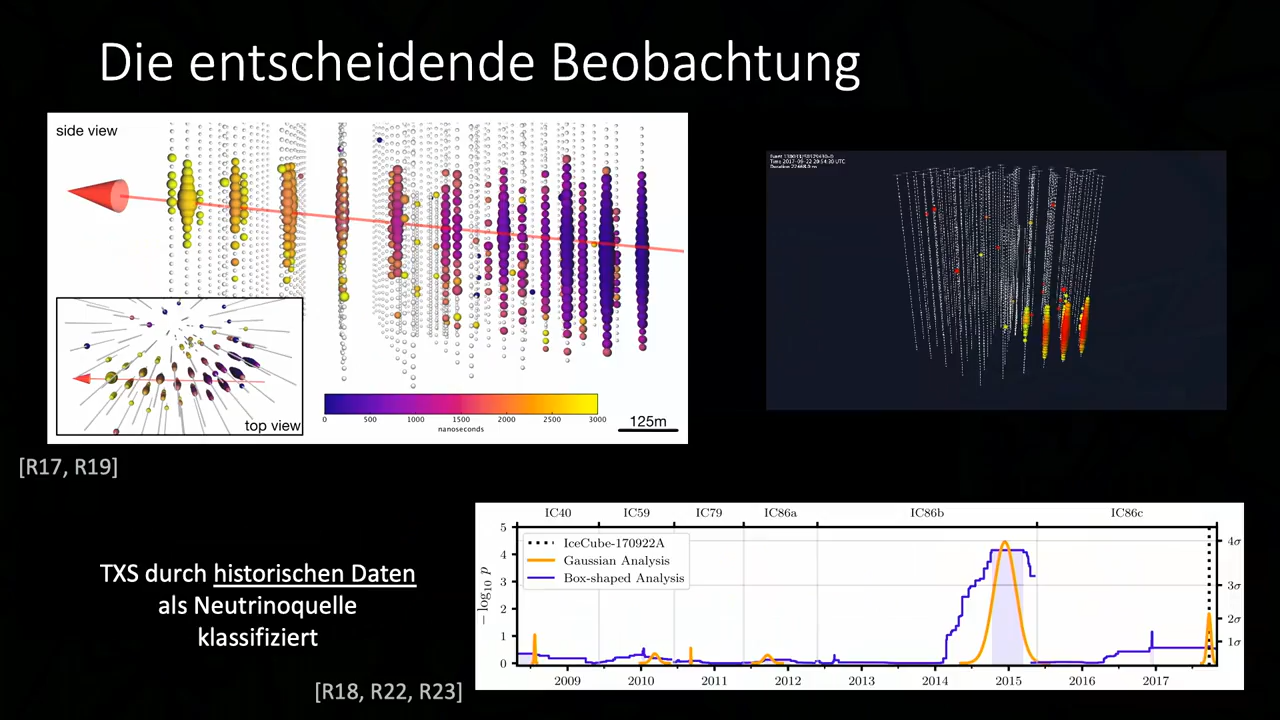 Die entscheidende Beobachtung
side view
top view
0 500 1000 1500 2000 2500 3000
nanoseconds
125m
[R17, R19]
TXS durch historischen Daten
als Neutrinoquelle
klassifiziert
[R18, R22, R23]
IC40 IC59 IC79 IC86a IC86b IC86c
IceCube-170922A
Gaussian Analysis
Box-shaped Analysis
− log₁₀ p
5
4
3
2
1
0
4σ
3σ
2σ
1σ
2009 2010 2011 2012 2013 2014 2015 2016 2017